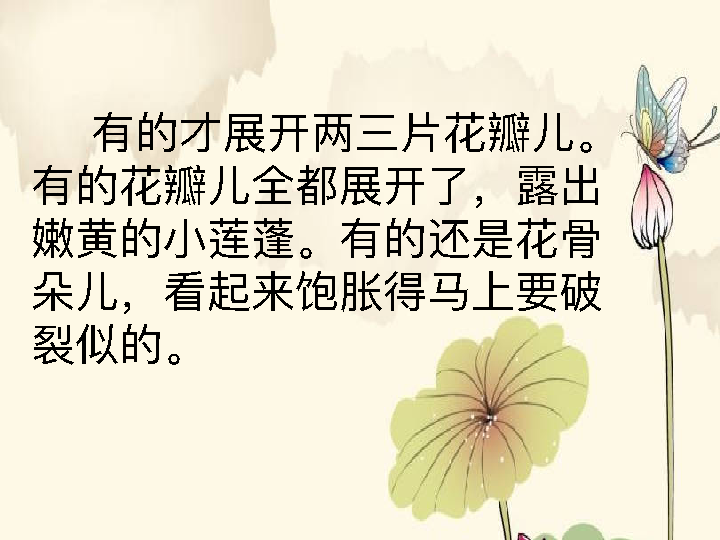 有的才展开两三片花瓣儿。
有的花瓣儿全都展开了，露出
嫩黄的小莲蓬。有的还是花骨
朵儿，看起来饱胀得马上要破
裂似的。